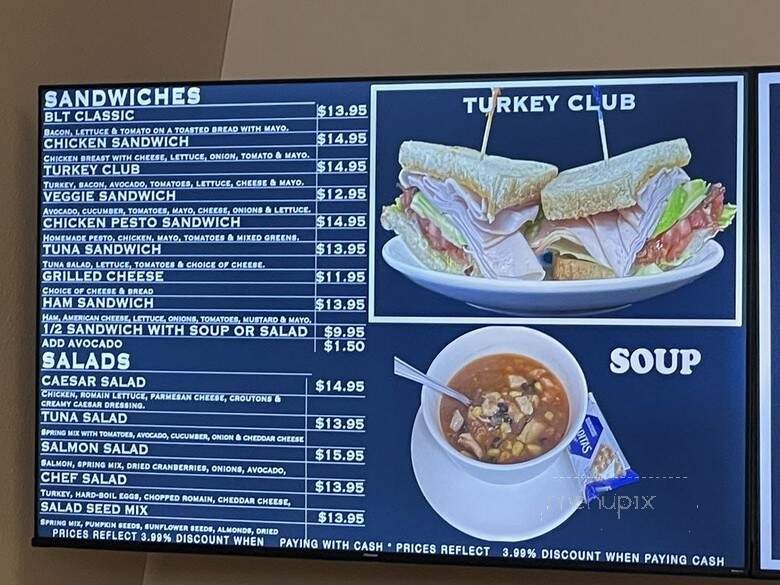 SANDWICHES
BLT CLASSIC $13.95
BACON, LETTUCE & TOMATO ON A TOASTED BREAD WITH MAYO.
CHICKEN SANDWICH $14.95
CHICKEN BREAST WITH CHEESE, LETTUCE, ONION, TOMATO & MAYO.
TURKEY CLUB $14.95
TURKEY, BACON, AVOCADO, TOMATOES, LETTUCE, CHEESE & MAYO.
VEGGIE SANDWICH $12.95
AVOCADO, CUCUMBER, TOMATOES, MAYO, CHEESE, ONIONS & LETTUCE.
CHICKEN PESTO SANDWICH $14.95
HOMEMADE PESTO, CHICKEN, MAYO, TOMATOES & MIXED GREENS.
TUNA SANDWICH $13.95
TUNA SALAD, LETTUCE, TOMATOES & CHOICE OF CHEESE.
GRILLED CHEESE $11.95
CHOICE OF CHEESE & BREAD
HAM SANDWICH $13.95
HAM, AMERICAN CHEESE, LETTUCE, ONIONS, TOMATOES, MUSTARD & MAYO.
1/2 SANDWICH WITH SOUP OR SALAD $9.95
ADD AVOCADO $1.50
SALADS
CAESAR SALAD $14.95
CHICKEN, ROMAIN LETTUCE, PARMESAN CHEESE, CROUTONS &
CREAMY CAESAR DRESSING.
TUNA SALAD $13.95
SPRING MIX WITH TOMATOES, AVOCADO, CUCUMBER, ONION & CHEDDAR CHEESE
SALMON SALAD $15.95
SALMON, SPRING MIX, DRIED CRANBERRIES, ONIONS, AVOCADO,
CHEF SALAD $13.95
TURKEY, HARD-BOIL EGGS, CHOPPED ROMAIN, CHEDDAR CHEESE,
SALAD SEED MIX $13.95
SPRING MIX, PUMPKIN SEEDS, SUNFLOWER SEEDS, ALMONDS, DRIED
PRICES REFLECT 3.99% DISCOUNT WHEN PAYING WITH CASH * PRICES REFLECT 3.99% DISCOUNT WHEN PAYING CASH
TURKEY CLUB
SOUP
menupix